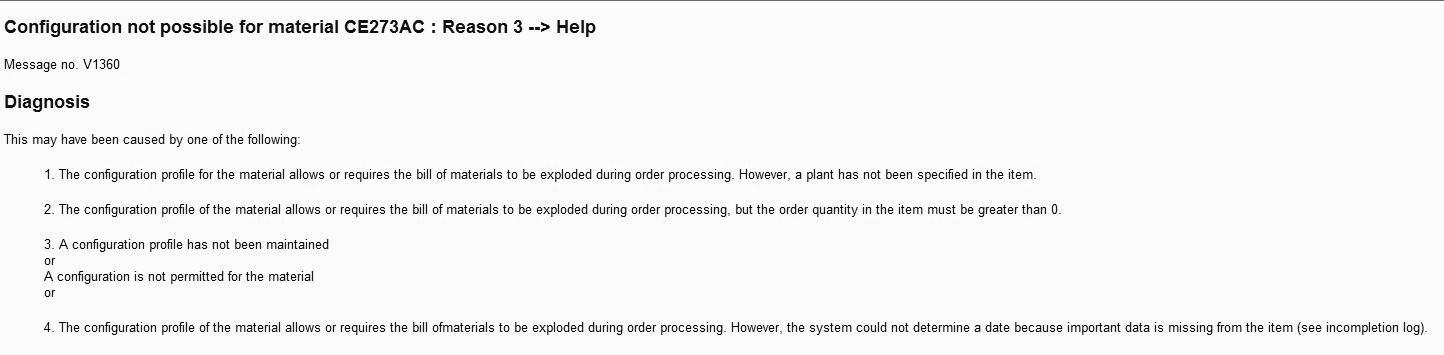 Configuration not possible for material CE273AC : Reason 3 --> Help
Message no. V1360
Diagnosis
This may have been caused by one of the following:
1. The configuration profile for the material allows or requires the bill of materials to be exploded during order processing. However, a plant has not been specified in the item.
2. The configuration profile of the material allows or requires the bill of materials to be exploded during order processing, but the order quantity in the item must be greater than 0.
3. A configuration profile has not been maintained
or
A configuration is not permitted for the material
or
4. The configuration profile of the material allows or requires the bill ofmaterials to be exploded during order processing. However, the system could not determine a date because important data is missing from the item (see incompletion log).